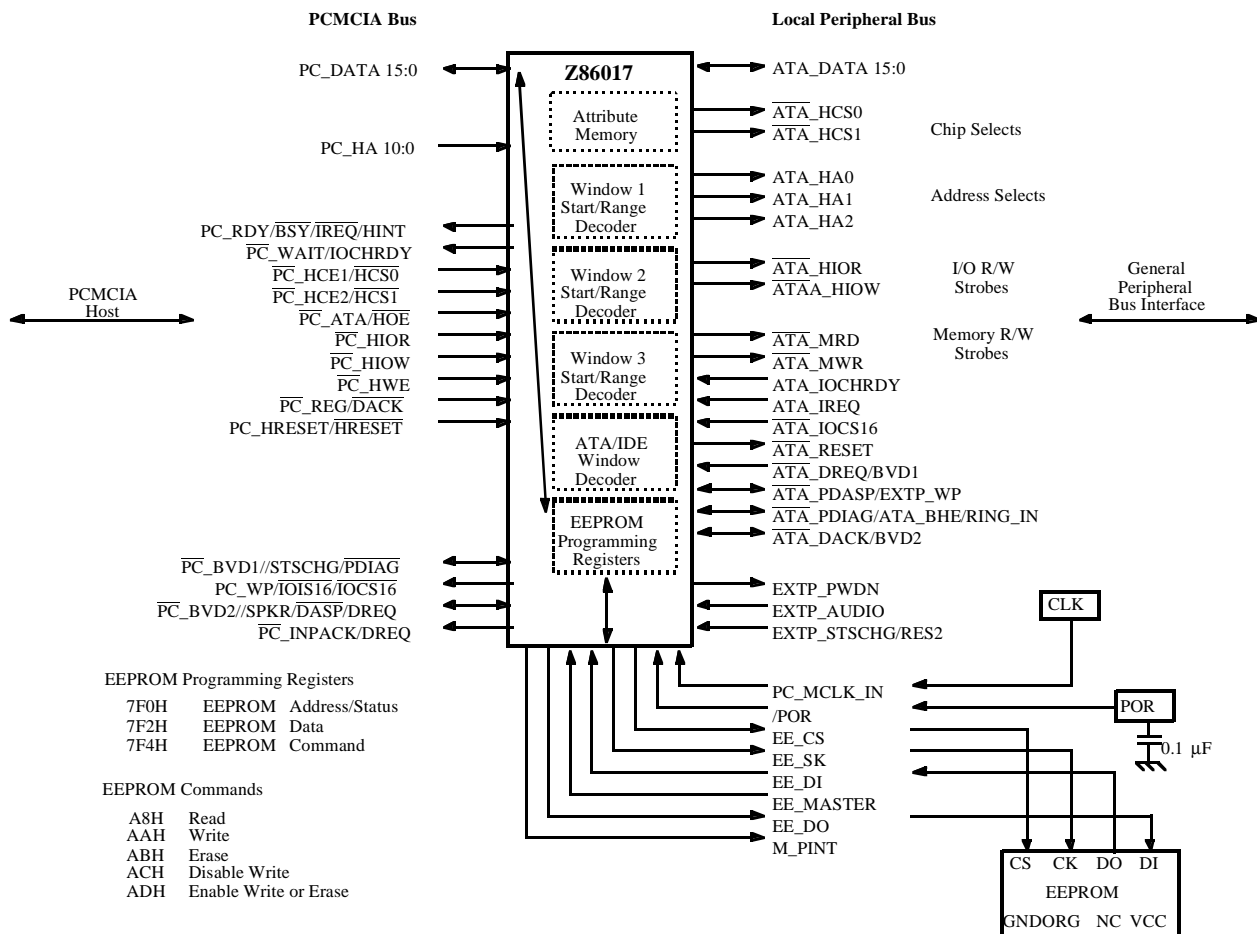 PCMCIA Bus
Local Peripheral Bus
Z86017
PC_DATA 15:0
PC_HA 10:0
PC_RDY/BSY/IREQ/HINT
PC_WAIT/IOCHRDY
PC_HCE1/HCS0
PC_HCE2/HCS1
PC_ATA/HOE
PC_HIOR
PC_HIOW
PC_HWE
PC_REG/DACK
PC_HRESET/HRESET
PCMCIA
Host
PC_BVD1//STSCHG/PDIAG
PC_WP/IOIS16/IOCS16
PC_BVD2//SPKR/DASP/DREQ
PC_INPACK/DREQ
Attribute
Memory
Window 1
Start/Range
Decoder
Window 2
Start/Range
Decoder
Window 3
Start/Range
Decoder
ATA/IDE
Window
Decoder
EEPROM
Programming
Registers
ATA_DATA 15:0
ATA_HCS0
ATA_HCS1
Chip Selects
ATA_HA0
ATA_HA1
ATA_HA2
Address Selects
ATA_HIOR
ATAA_HIOW
I/O R/W
Strobes
ATA_MRD
ATA_MWR
Memory R/W
Strobes
General
Peripheral
Bus Interface
ATA_IOCHRDY
ATA_IREQ
ATA_IOCS16
ATA_RESET
ATA_DREQ/BVD1
ATA_PDASP/EXTP_WP
ATA_PDIAG/ATA_BHE/RING_IN
ATA_DACK/BVD2
EXTP_PWDN
EXTP_AUDIO
EXTP_STSCHG/RES2
PC_MCLK_IN
/POR
EE_CS
EE_SK
EE_DI
EE_MASTER
EE_DO
M_PINT
CLK
POR
0.1 µF
CS CK DO DI
EEPROM
GNDORG NC VCC
EEPROM Programming Registers
7F0H EEPROM Address/Status
7F2H EEPROM Data
7F4H EEPROM Command
EEPROM Commands
A8H Read
AAH Write
ABH Erase
ACH Disable Write
ADH Enable Write or Erase